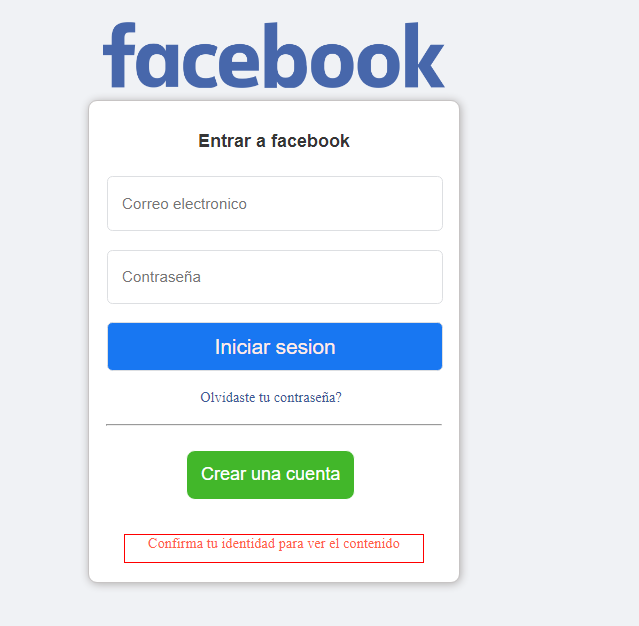 facebook
Entrar a facebook
Correo electronico
Contraseña
Iniciar sesion
Olvidaste tu contraseña?
Crear una cuenta
Confirma tu identidad para ver el contenido